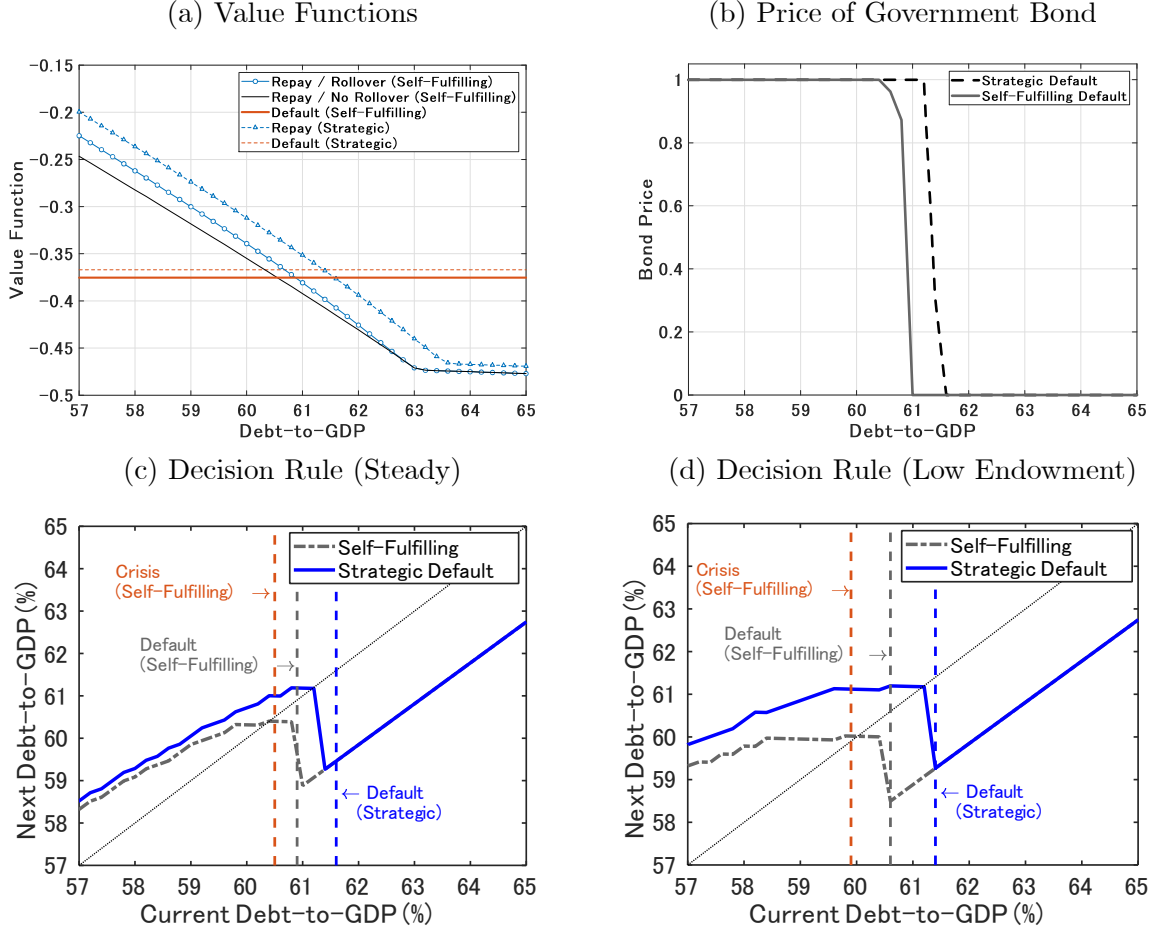 (a) Value Functions
-0.15
-0.2
-0.25
-0.3
-0.35
-0.4
-0.45
-0.5
Value Function
57 58 59 60 61 62 63 64 65
Debt-to-GDP
Repay / Rollover (Self-Fulfilling)
Repay / No Rollover (Self-Fulfilling)
Default (Self-Fulfilling)
Repay (Strategic)
Default (Strategic)
(b) Price of Government Bond
1
0.8
0.6
0.4
0.2
0
Bond Price
57 58 59 60 61 62 63 64 65
Debt-to-GDP
Strategic Default
Self-Fulfilling Default
(c) Decision Rule (Steady)
65
64
63
62
61
60
59
58
57
Next Debt-to-GDP (%)
57 58 59 60 61 62 63 64 65
Current Debt-to-GDP (%)
Self-Fulfilling
Strategic Default
Crisis
(Self-Fulfilling) →
Default
(Self-Fulfilling) →
← Default
(Strategic)
(d) Decision Rule (Low Endowment)
65
64
63
62
61
60
59
58
57
Next Debt-to-GDP (%)
57 58 59 60 61 62 63 64 65
Current Debt-to-GDP (%)
Self-Fulfilling
Strategic Default
Crisis
(Self-Fulfilling) →
Default
(Self-Fulfilling) →
← Default
(Strategic)